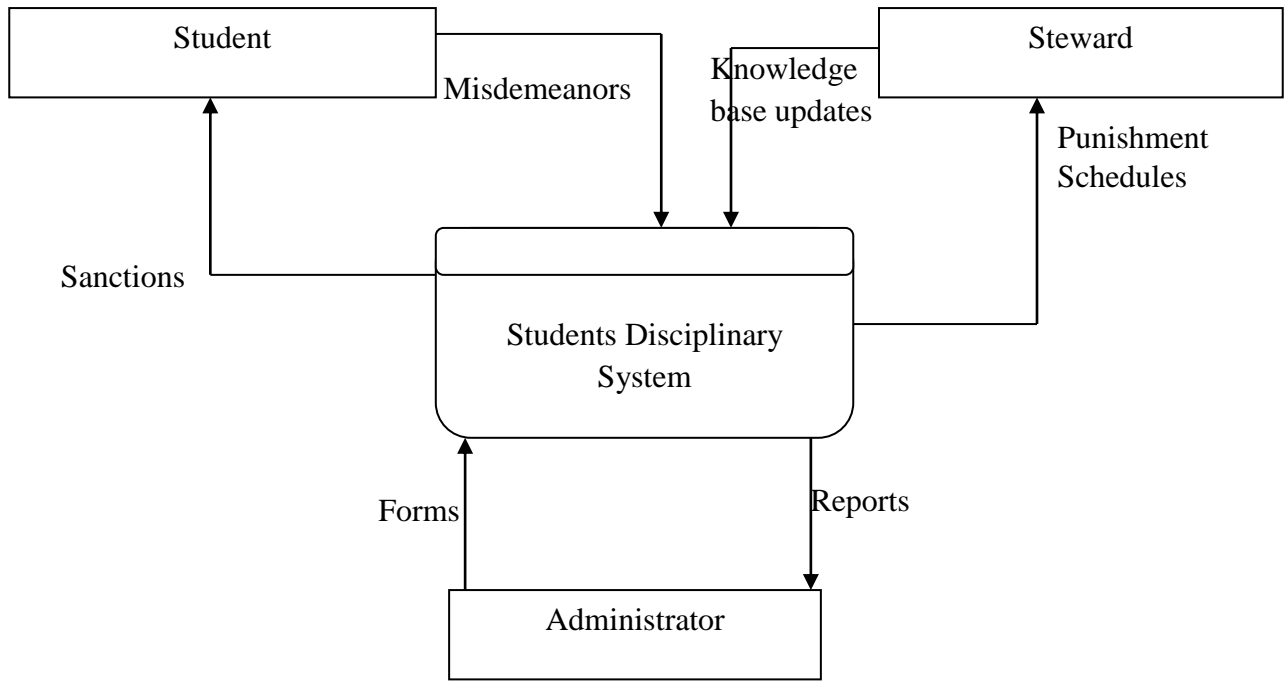 Student
Steward
Misdemeanors
Knowledge
base updates
Punishment
Schedules
Sanctions
Students Disciplinary
System
Forms
Reports
Administrator